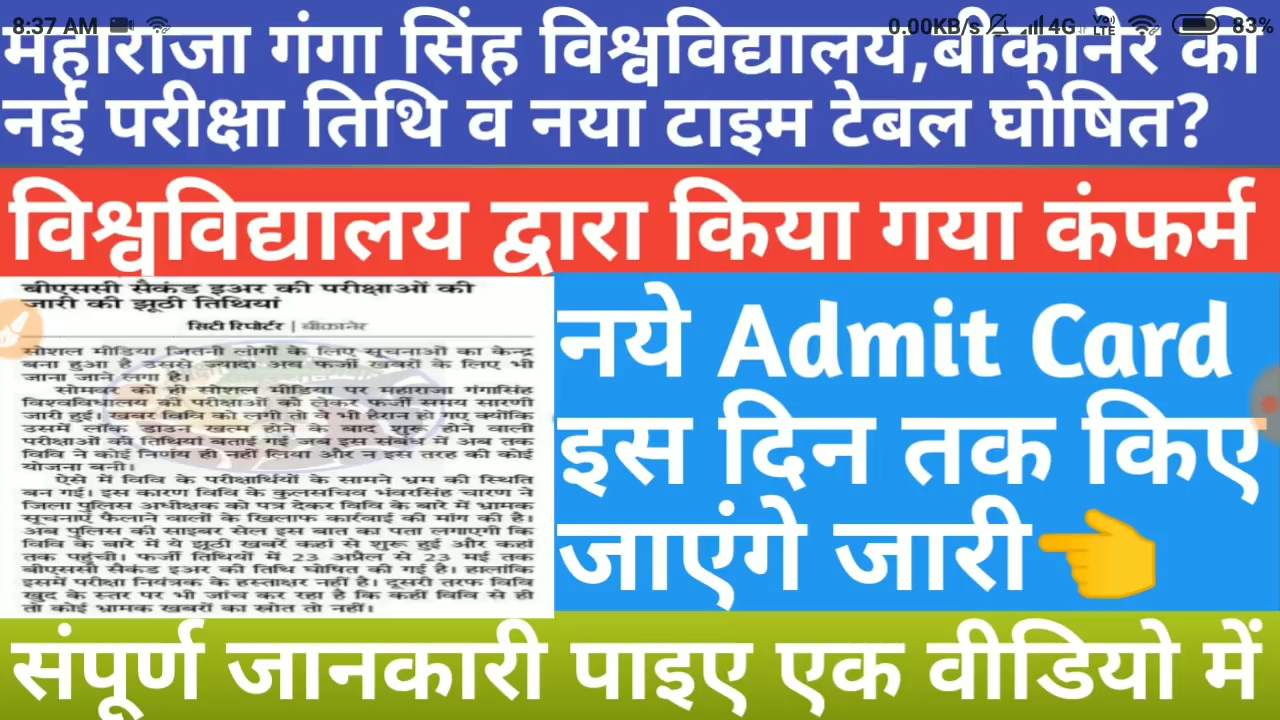 8:37 AM 0.00KB/s 4G VoLTE 83%
महाराजा गंगा सिंह विश्वविद्यालय,बीकानेर की
नई परीक्षा तिथि व नया टाइम टेबल घोषित?
विश्वविद्यालय द्वारा किया गया कंफर्म
बीएससी सैकंड इअर की परीक्षाओं की
जारी की झूठी तिथियां
सिटी रिपोर्टर | बीकानेर
सोशल मीडिया जितनी लोगों के लिए सूचनाओं का केन्द्र
बना हुआ है उससे ज्यादा अब फर्जी खबरों के लिए भी
जाना जाने लगा है।
सोमवार को ही सोशल मीडिया पर महाराजा गंगासिंह
विश्वविद्यालय की परीक्षाओं को लेकर फर्जी समय सारणी
जारी हुई। खबर विवि को लगी तो वे भी हैरान हो गए क्योंकि
उसमें लॉक डाउन खत्म होने के बाद शुरू होने वाली
परीक्षाओं की तिथियां बताई गई जब इस संबंध में अब तक
विवि ने कोई निर्णय ही नहीं लिया और न इस तरह की कोई
योजना बनी।
ऐसे में विवि के परीक्षार्थियों के सामने भ्रम की स्थिति
बन गई। इस कारण विवि के कुलसचिव भंवरसिंह चारण ने
जिला पुलिस अधीक्षक को पत्र देकर विवि के बारे में भ्रामक
सूचनाएं फैलाने वालों के खिलाफ कार्रवाई की मांग की है।
अब पुलिस की साइबर सेल इस बात का पता लगाएगी कि
विवि के बारे में ये झूठी खबरें कहां से शुरू हुई और कहां
तक पहुंची। फर्जी तिथियों में 23 अप्रैल से 23 मई तक
बीएससी सैकंड इअर की तिथि घोषित की गई है। हालांकि
इसमें परीक्षा नियंत्रक के हस्ताक्षर नहीं है। दूसरी तरफ विवि
खुद के स्तर पर भी जांच कर रहा है कि कहीं विवि से ही
तो कोई भ्रामक खबरों का स्रोत तो नहीं।
नये Admit Card
इस दिन तक किए
जाएंगे जारी
संपूर्ण जानकारी पाइए एक वीडियो में